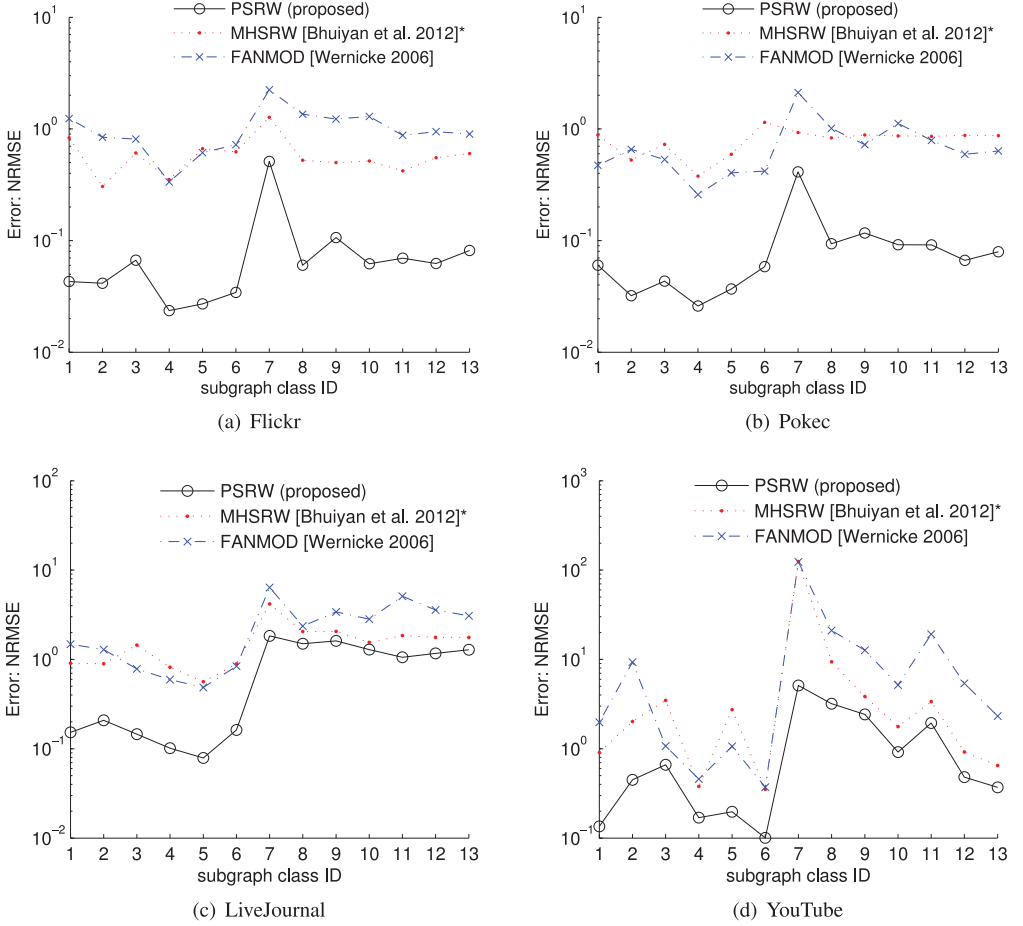 PSRW (proposed)
MHSRW [Bhuiyan et al. 2012]*
FANMOD [Wernicke 2006]
10^1
10^0
10^-1
10^-2
Error: NRMSE
1 2 3 4 5 6 7 8 9 10 11 12 13
subgraph class ID
(a) Flickr
PSRW (proposed)
MHSRW [Bhuiyan et al. 2012]*
FANMOD [Wernicke 2006]
10^1
10^0
10^-1
10^-2
Error: NRMSE
1 2 3 4 5 6 7 8 9 10 11 12 13
subgraph class ID
(b) Pokec
PSRW (proposed)
MHSRW [Bhuiyan et al. 2012]*
FANMOD [Wernicke 2006]
10^2
10^1
10^0
10^-1
10^-2
Error: NRMSE
1 2 3 4 5 6 7 8 9 10 11 12 13
subgraph class ID
(c) LiveJournal
PSRW (proposed)
MHSRW [Bhuiyan et al. 2012]*
FANMOD [Wernicke 2006]
10^3
10^2
10^1
10^0
10^-1
Error: NRMSE
1 2 3 4 5 6 7 8 9 10 11 12 13
subgraph class ID
(d) YouTube